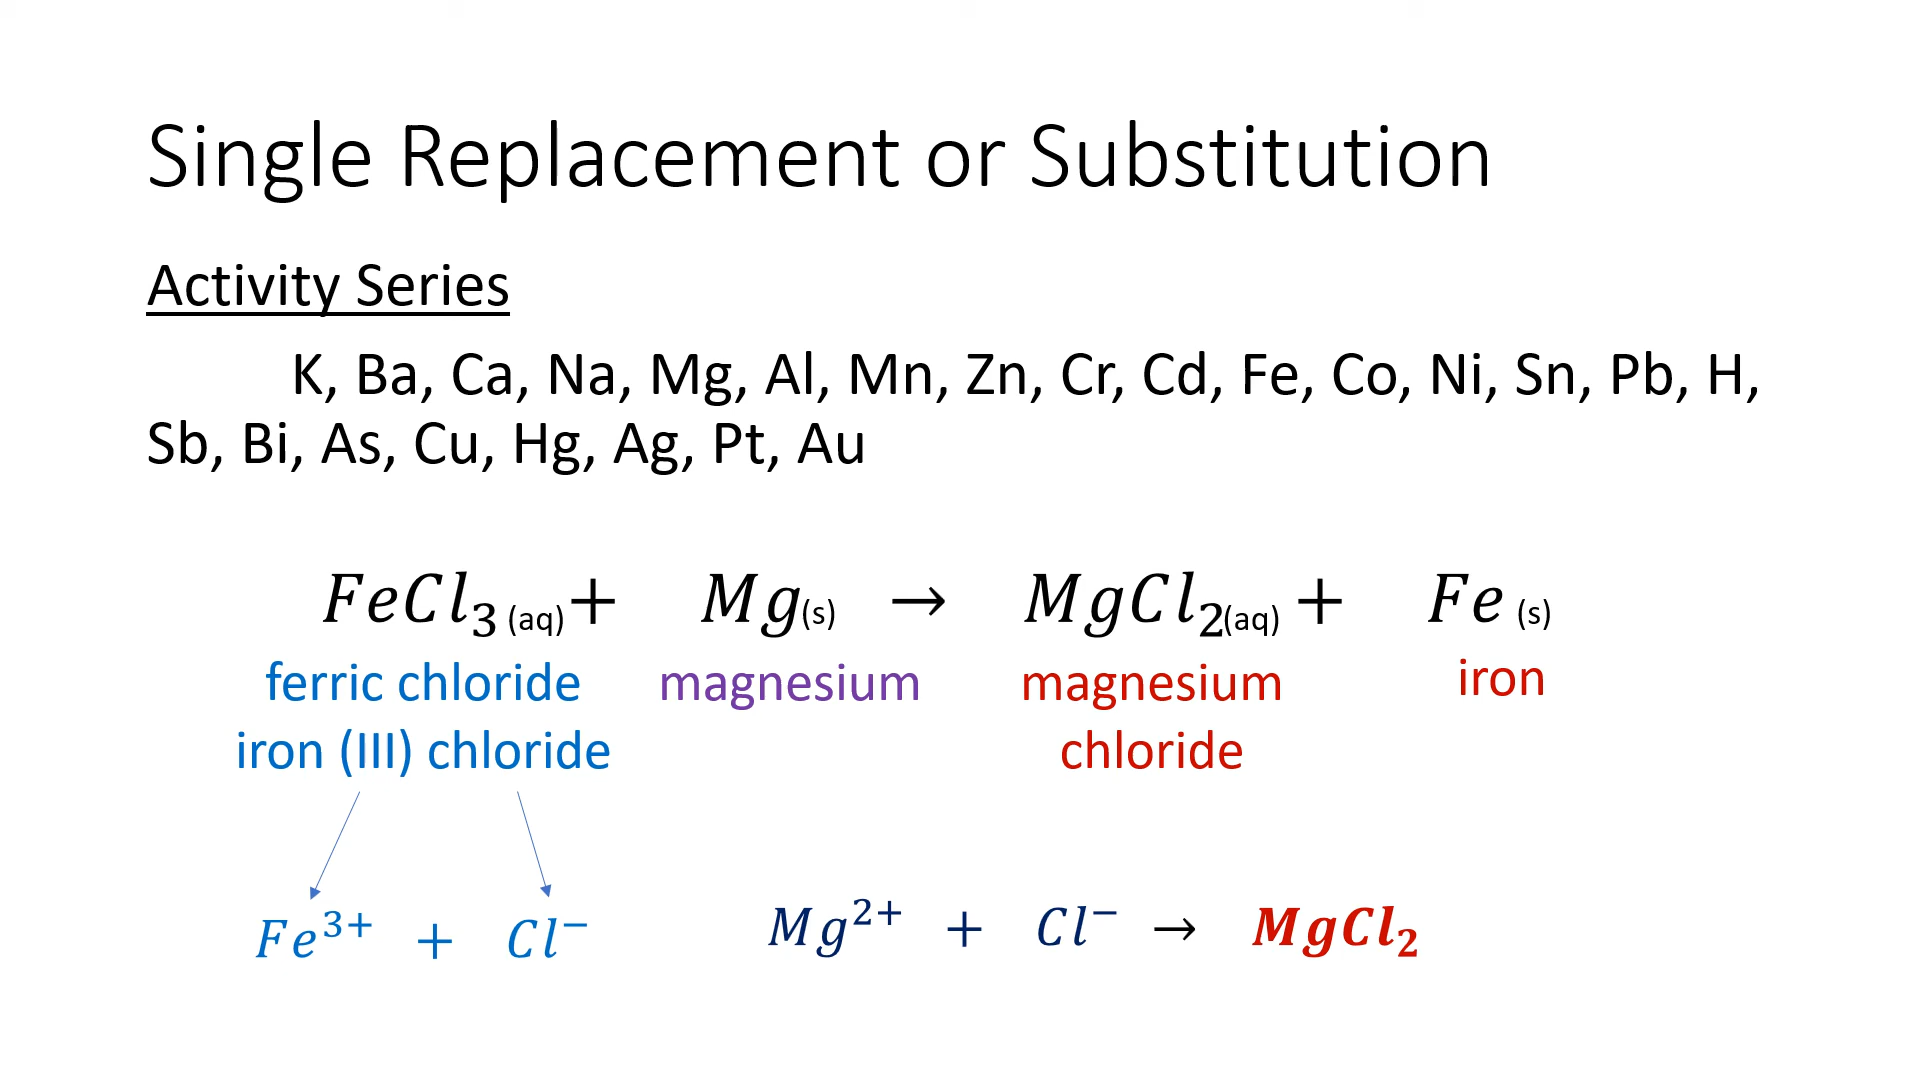 Single Replacement or Substitution
Activity Series
K, Ba, Ca, Na, Mg, Al, Mn, Zn, Cr, Cd, Fe, Co, Ni, Sn, Pb, H,
Sb, Bi, As, Cu, Hg, Ag, Pt, Au
FeCl₃ (aq) + Mg(s) → MgCl₂(aq) + Fe (s)
ferric chloride magnesium magnesium iron
iron (III) chloride chloride
Fe³⁺ + Cl⁻ Mg²⁺ + Cl⁻ → MgCl₂